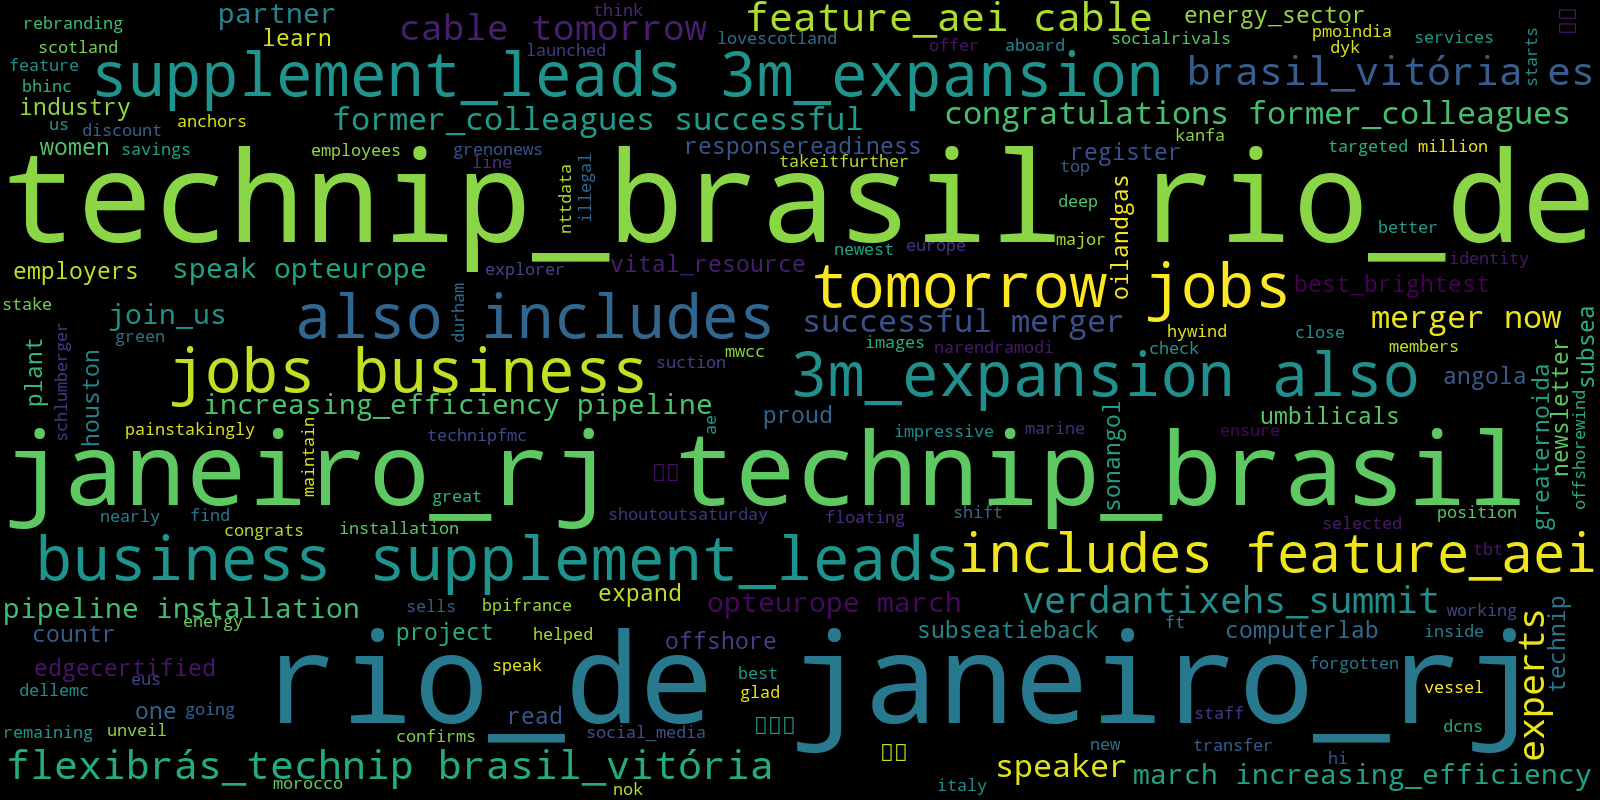 rebranding partner cable tomorrow think feature_aei cable energy_sector
scotland learn launched lovescotland offer aboard socialrivals pmoindia dyk services starts
feature bhinc supplement_leads 3m_expansion brasil_vitória es
industry us discount anchors former_colleagues successful congratulations former_colleagues
women savings employees grenonews line responsereadiness takeitfurther register kanfa targeted million
technip_brasil rio_de
nttdata illegal top deep major oilandgas better
newest europe identity
employers speak opteurope explorer vital_resource tomorrow jobs best_brightest
stake join_us green durham also includes successful merger hywind close merger now
plant schlumberger houston jobs business suction mwcc images narendramodi check members
3m_expansion also angola subsea
increasing_efficiency pipeline proud umbilicals greaternoida newsletter offshorewind
painstakingly maintain technipfmc ae impressive marine sonangol ensure
janeiro_rj technip_brasil
great
nearly find congrats installation shoutoutsaturday floating shift selected position
business supplement_leads includes feature_aei
tbt
pipeline installation energy sells bpifrance expand opteurope march verdantixehs_summit working
countr project helped offshore subseatieback ft computerlab inside experts technip
edgecertified eus rio_de janeiro_rj
speak best forgotten
dellemc one going read glad vessel
staff dcns
remaining unveil confirms social_media new transfer
flexibrás_technip brasil_vitória speaker hi march increasing_efficiency
morocco nok italy